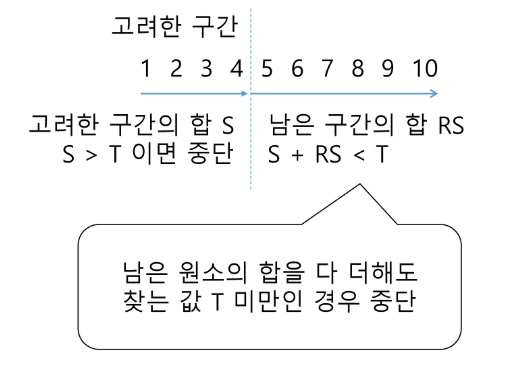 고려한 구간
1 2 3 4 5 6 7 8 9 10
고려한 구간의 합 S
S > T 이면 중단
남은 구간의 합 RS
S + RS < T
남은 원소의 합을 다 더해도
찾는 값 T 미만인 경우 중단